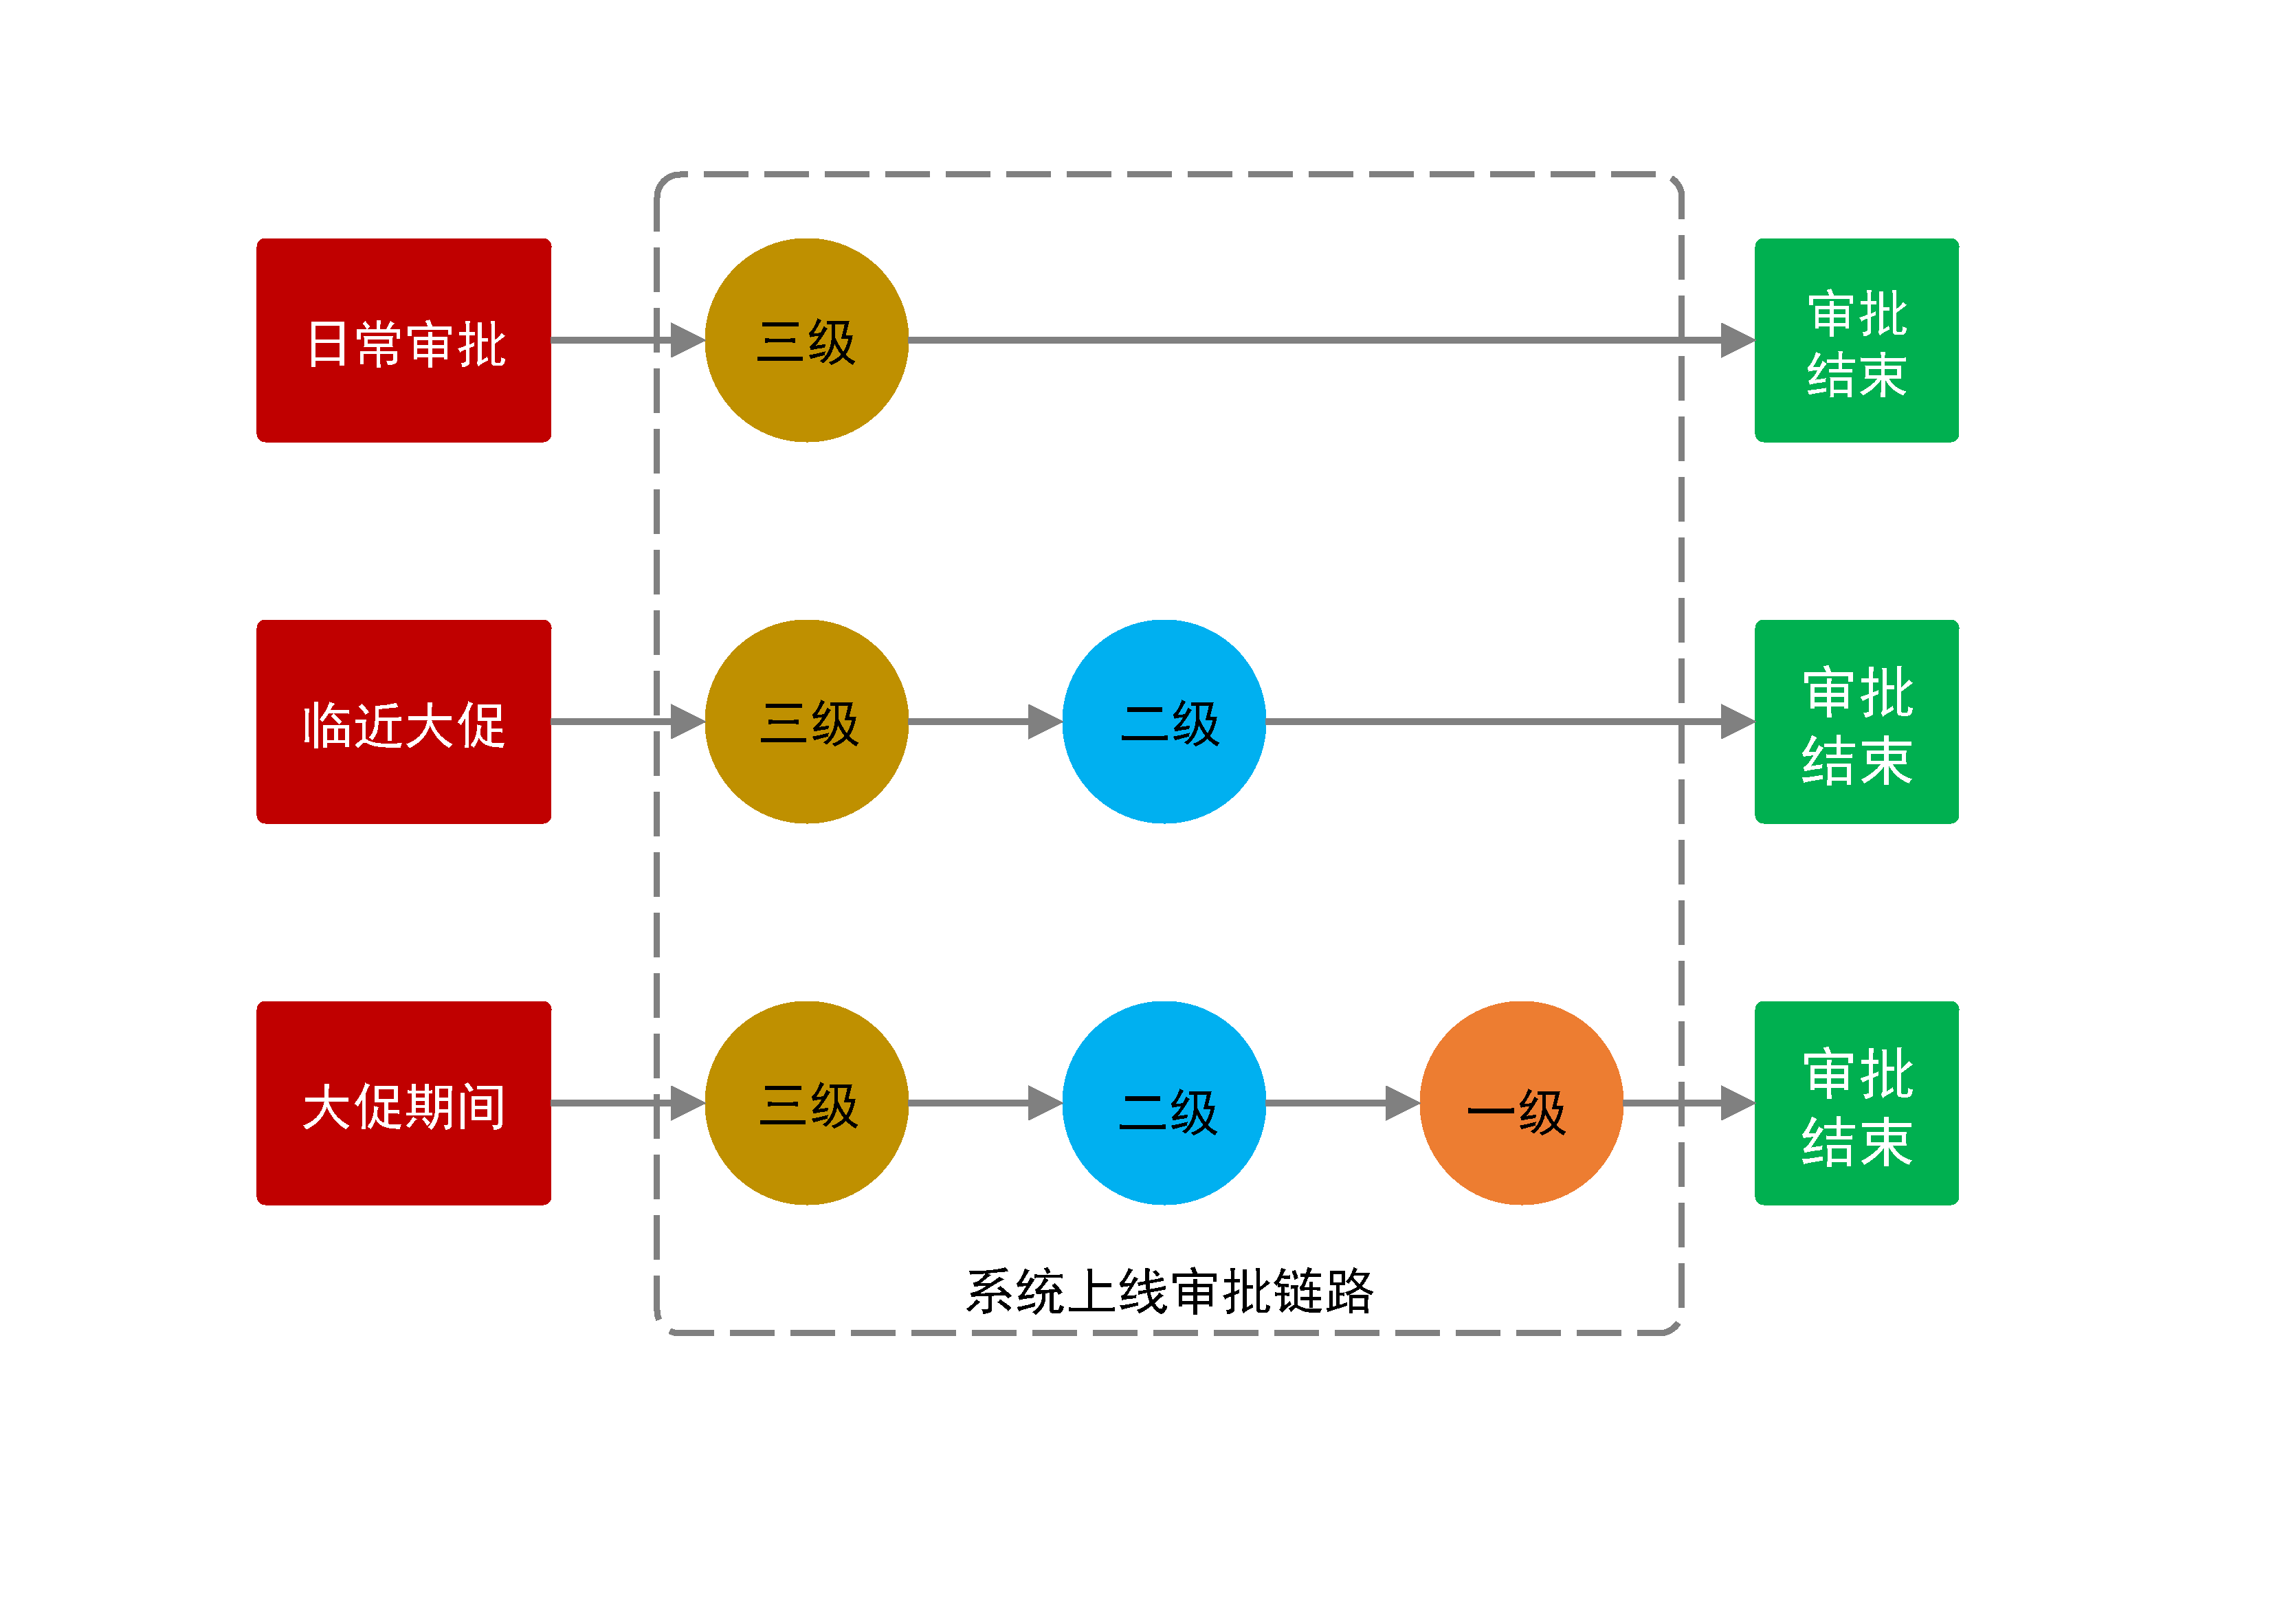 日常审批
三级
审批
结束
临近大促
三级
二级
审批
结束
大促期间
三级
二级
一级
审批
结束
系统上线审批链路